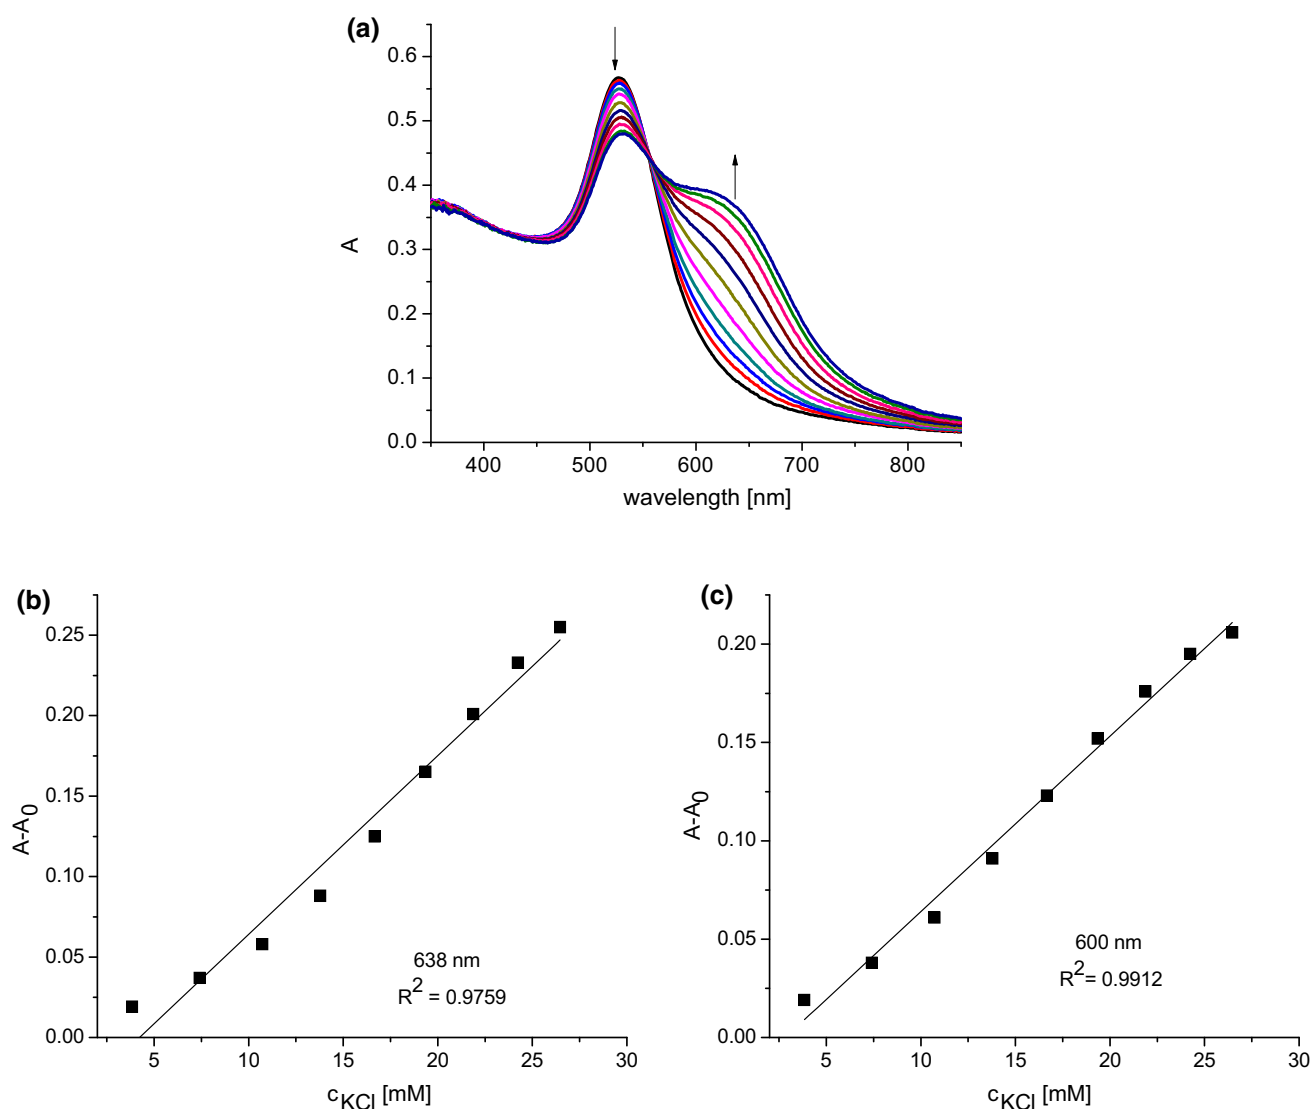 (a)
0.6
0.5
0.4
0.3
0.2
0.1
0.0
A
400 500 600 700 800
wavelength [nm]
(b)
0.25
0.20
0.15
0.10
0.05
0.00
A-A0
638 nm
R2 = 0.9759
5 10 15 20 25 30
cKCl [mM]
(c)
0.20
0.15
0.10
0.05
0.00
A-A0
600 nm
R2= 0.9912
5 10 15 20 25 30
cKCl [mM]